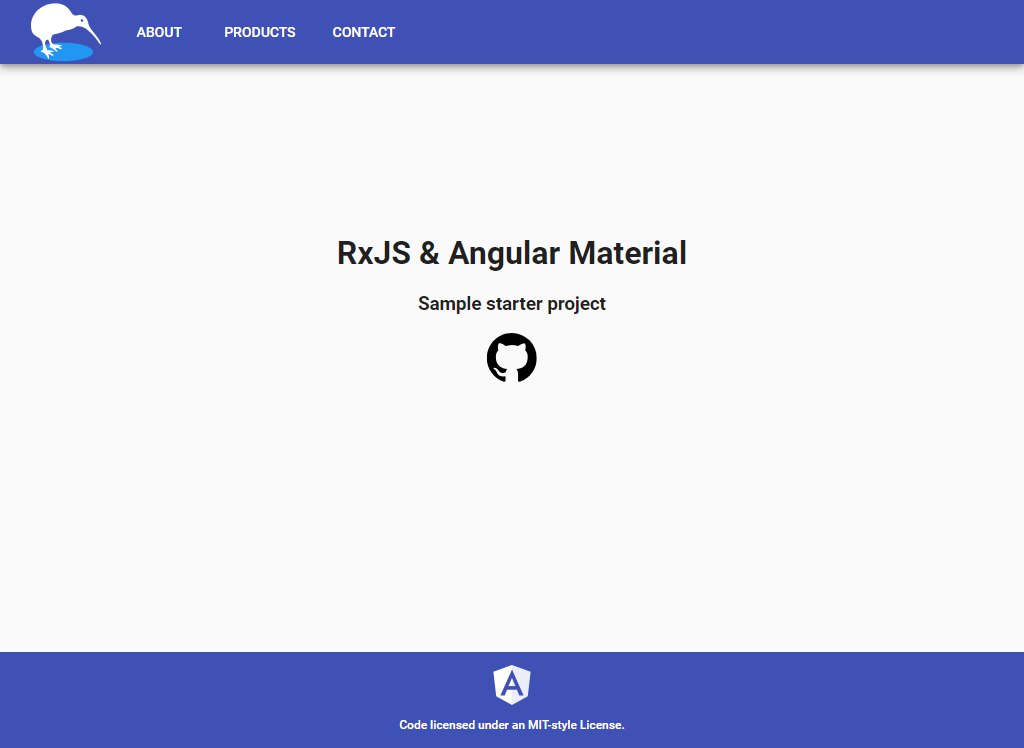 ABOUT PRODUCTS CONTACT
RxJS & Angular Material
Sample starter project
A
Code licensed under an MIT-style License.